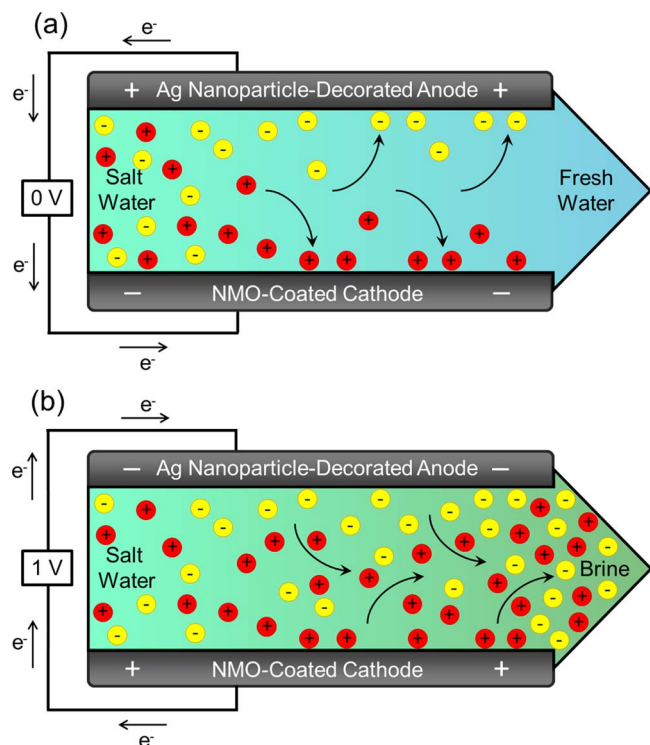 (a)
e-
e-
+ Ag Nanoparticle-Decorated Anode +
Salt
Water
Fresh
Water
0 V
e-
− NMO-Coated Cathode −
e-
(b)
e-
e-
− Ag Nanoparticle-Decorated Anode −
Salt
Water
Brine
1 V
e-
+ NMO-Coated Cathode +
e-